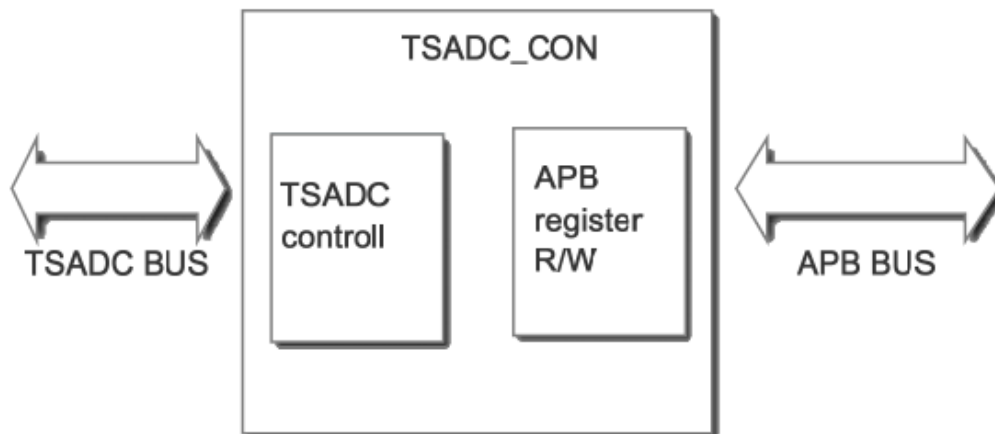 TSADC_CON
TSADC
controll
APB
register
R/W
TSADC BUS
APB BUS